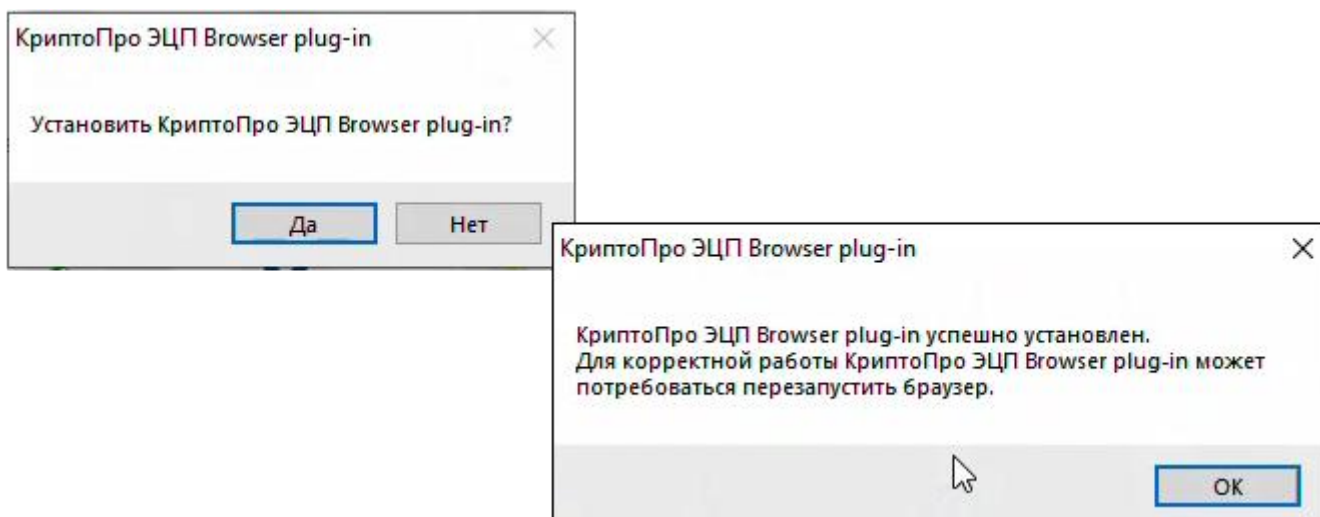 КриптоПро ЭЦП Browser plug-in
Установить КриптоПро ЭЦП Browser plug-in?
Да
Нет
КриптоПро ЭЦП Browser plug-in
КриптоПро ЭЦП Browser plug-in успешно установлен.
Для корректной работы КриптоПро ЭЦП Browser plug-in может
потребоваться перезапустить браузер.
ОК